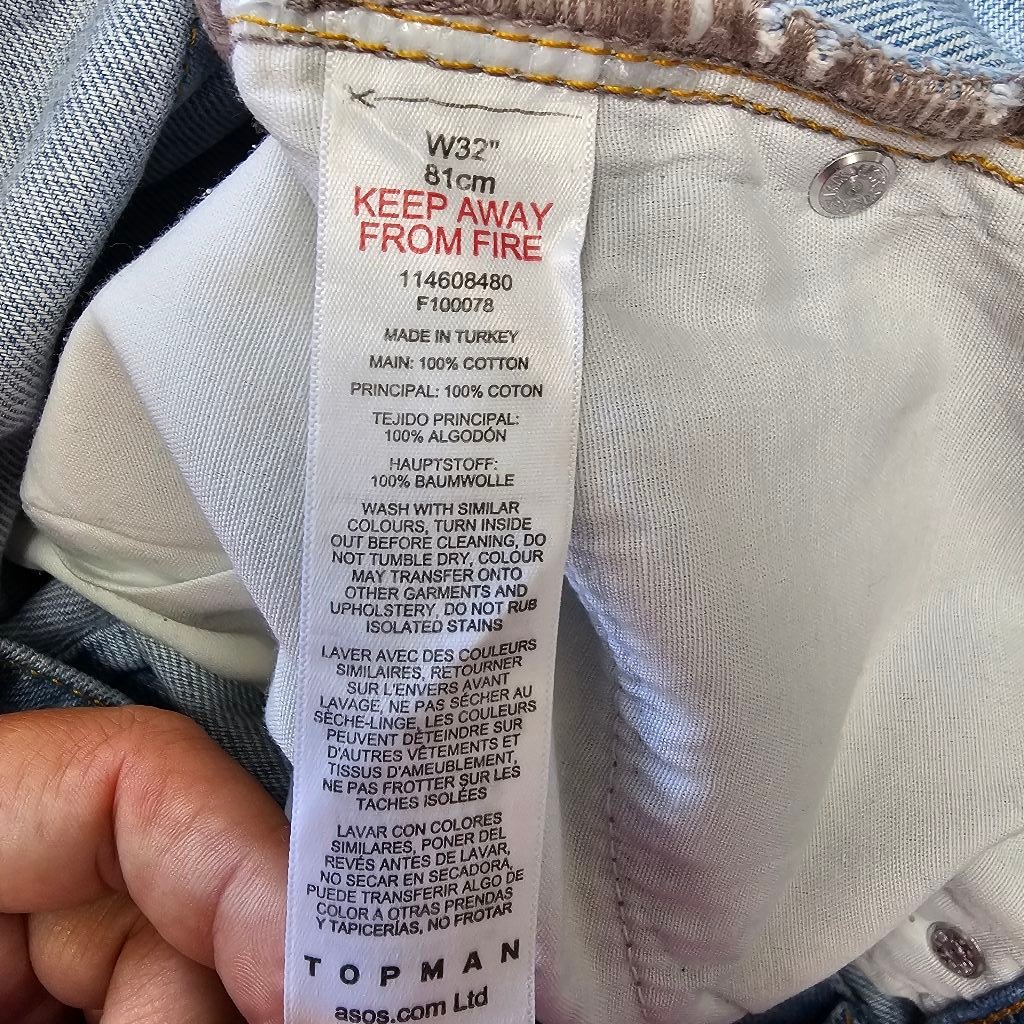 W32"
81cm
KEEP AWAY
FROM FIRE
114608480
F100078
MADE IN TURKEY
MAIN: 100% COTTON
PRINCIPAL: 100% COTON
TEJIDO PRINCIPAL:
100% ALGODÓN
HAUPTSTOFF:
100% BAUMWOLLE
WASH WITH SIMILAR
COLOURS, TURN INSIDE
OUT BEFORE CLEANING, DO
NOT TUMBLE DRY, COLOUR
MAY TRANSFER ONTO
OTHER GARMENTS AND
UPHOLSTERY, DO NOT RUB
ISOLATED STAINS
LAVER AVEC DES COULEURS
SIMILAIRES, RETOURNER
SUR L'ENVERS AVANT
LAVAGE, NE PAS SÉCHER AU
SÈCHE-LINGE, LES COULEURS
PEUVENT DÉTEINDRE SUR
D'AUTRES VÊTEMENTS ET
TISSUS D'AMEUBLEMENT,
NE PAS FROTTER SUR LES
TACHES ISOLÉES
LAVAR CON COLORES
SIMILARES, PONER DEL
REVÉS ANTES DE LAVAR,
NO SECAR EN SECADORA,
PUEDE TRANSFERIR ALGO DE
COLOR A OTRAS PRENDAS
Y TAPICERÍAS, NO FROTAR
TOPMAN
asos.com Ltd